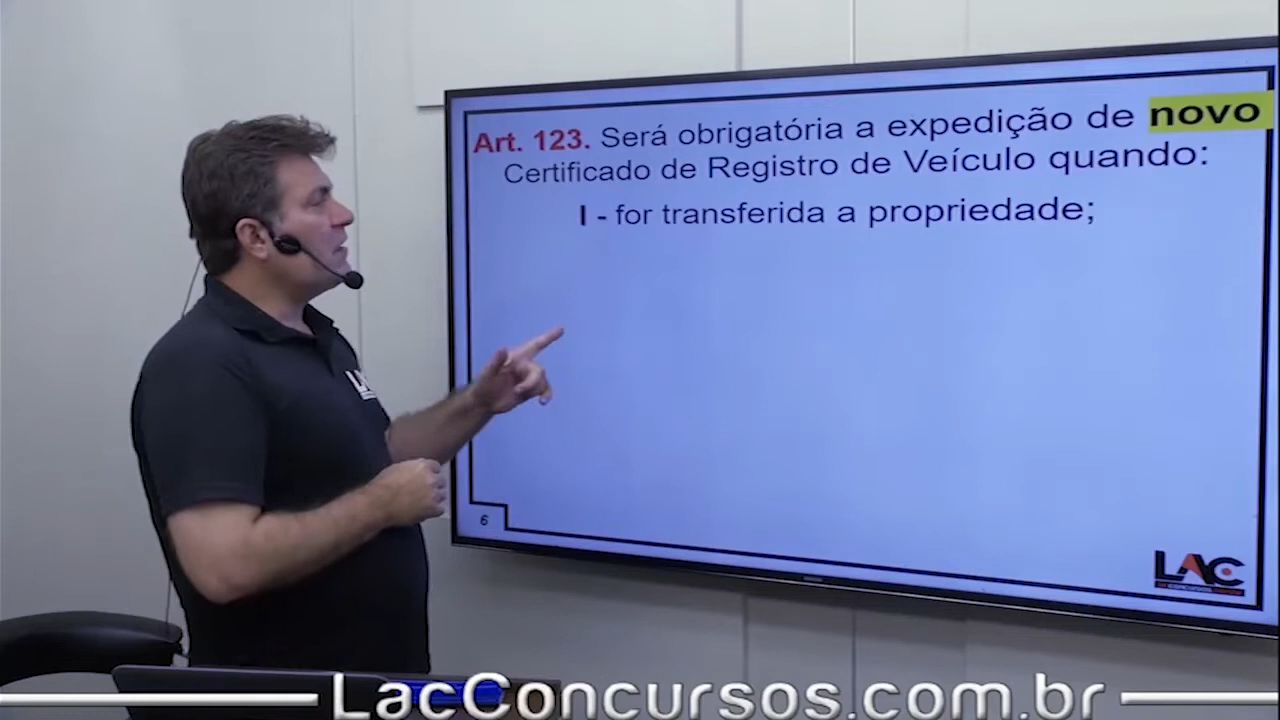 Art. 123. Será obrigatória a expedição de novo
Certificado de Registro de Veículo quando:
I - for transferida a propriedade;
6
LAC
LacConcursos.com.br